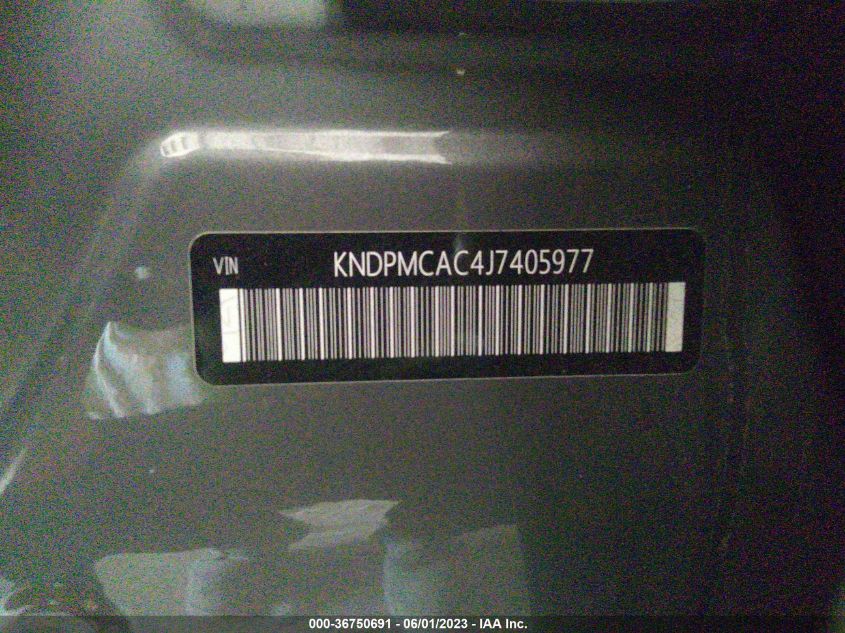 VIN KNDPMCAC4J7405977
000-36750691 - 06/01/2023 - IAA Inc.